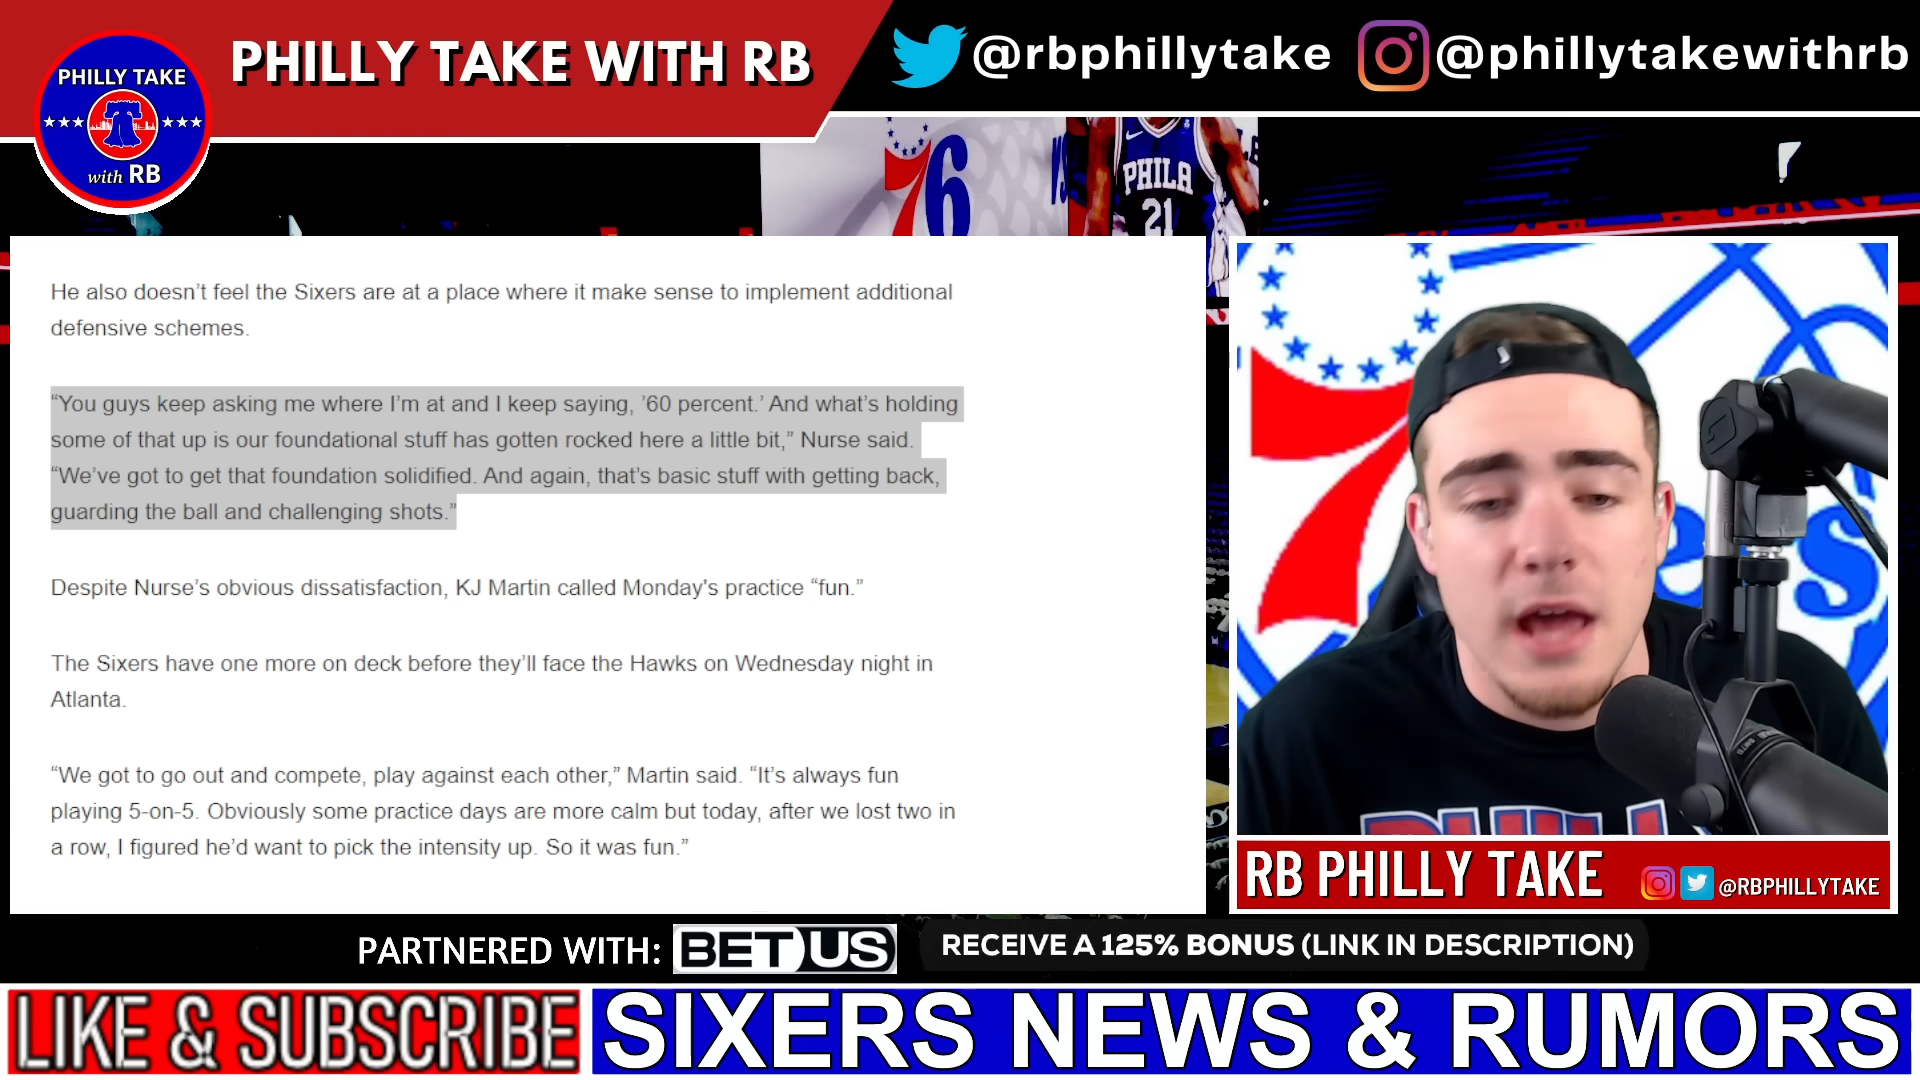 PHILLY TAKE
with RB
PHILLY TAKE WITH RB
@rbphillytake
@phillytakewithrb
76
PHILA
21
He also doesn’t feel the Sixers are at a place where it make sense to implement additional
defensive schemes.
“You guys keep asking me where I’m at and I keep saying, ’60 percent.’ And what’s holding
some of that up is our foundational stuff has gotten rocked here a little bit,” Nurse said.
“We’ve got to get that foundation solidified. And again, that’s basic stuff with getting back,
guarding the ball and challenging shots.”
Despite Nurse’s obvious dissatisfaction, KJ Martin called Monday's practice “fun.”
The Sixers have one more on deck before they’ll face the Hawks on Wednesday night in
Atlanta.
“We got to go out and compete, play against each other,” Martin said. “It’s always fun
playing 5-on-5. Obviously some practice days are more calm but today, after we lost two in
a row, I figured he’d want to pick the intensity up. So it was fun.”
RB PHILLY TAKE
@RBPHILLYTAKE
PARTNERED WITH: BETUS
RECEIVE A 125% BONUS (LINK IN DESCRIPTION)
LIKE & SUBSCRIBE
SIXERS NEWS & RUMORS